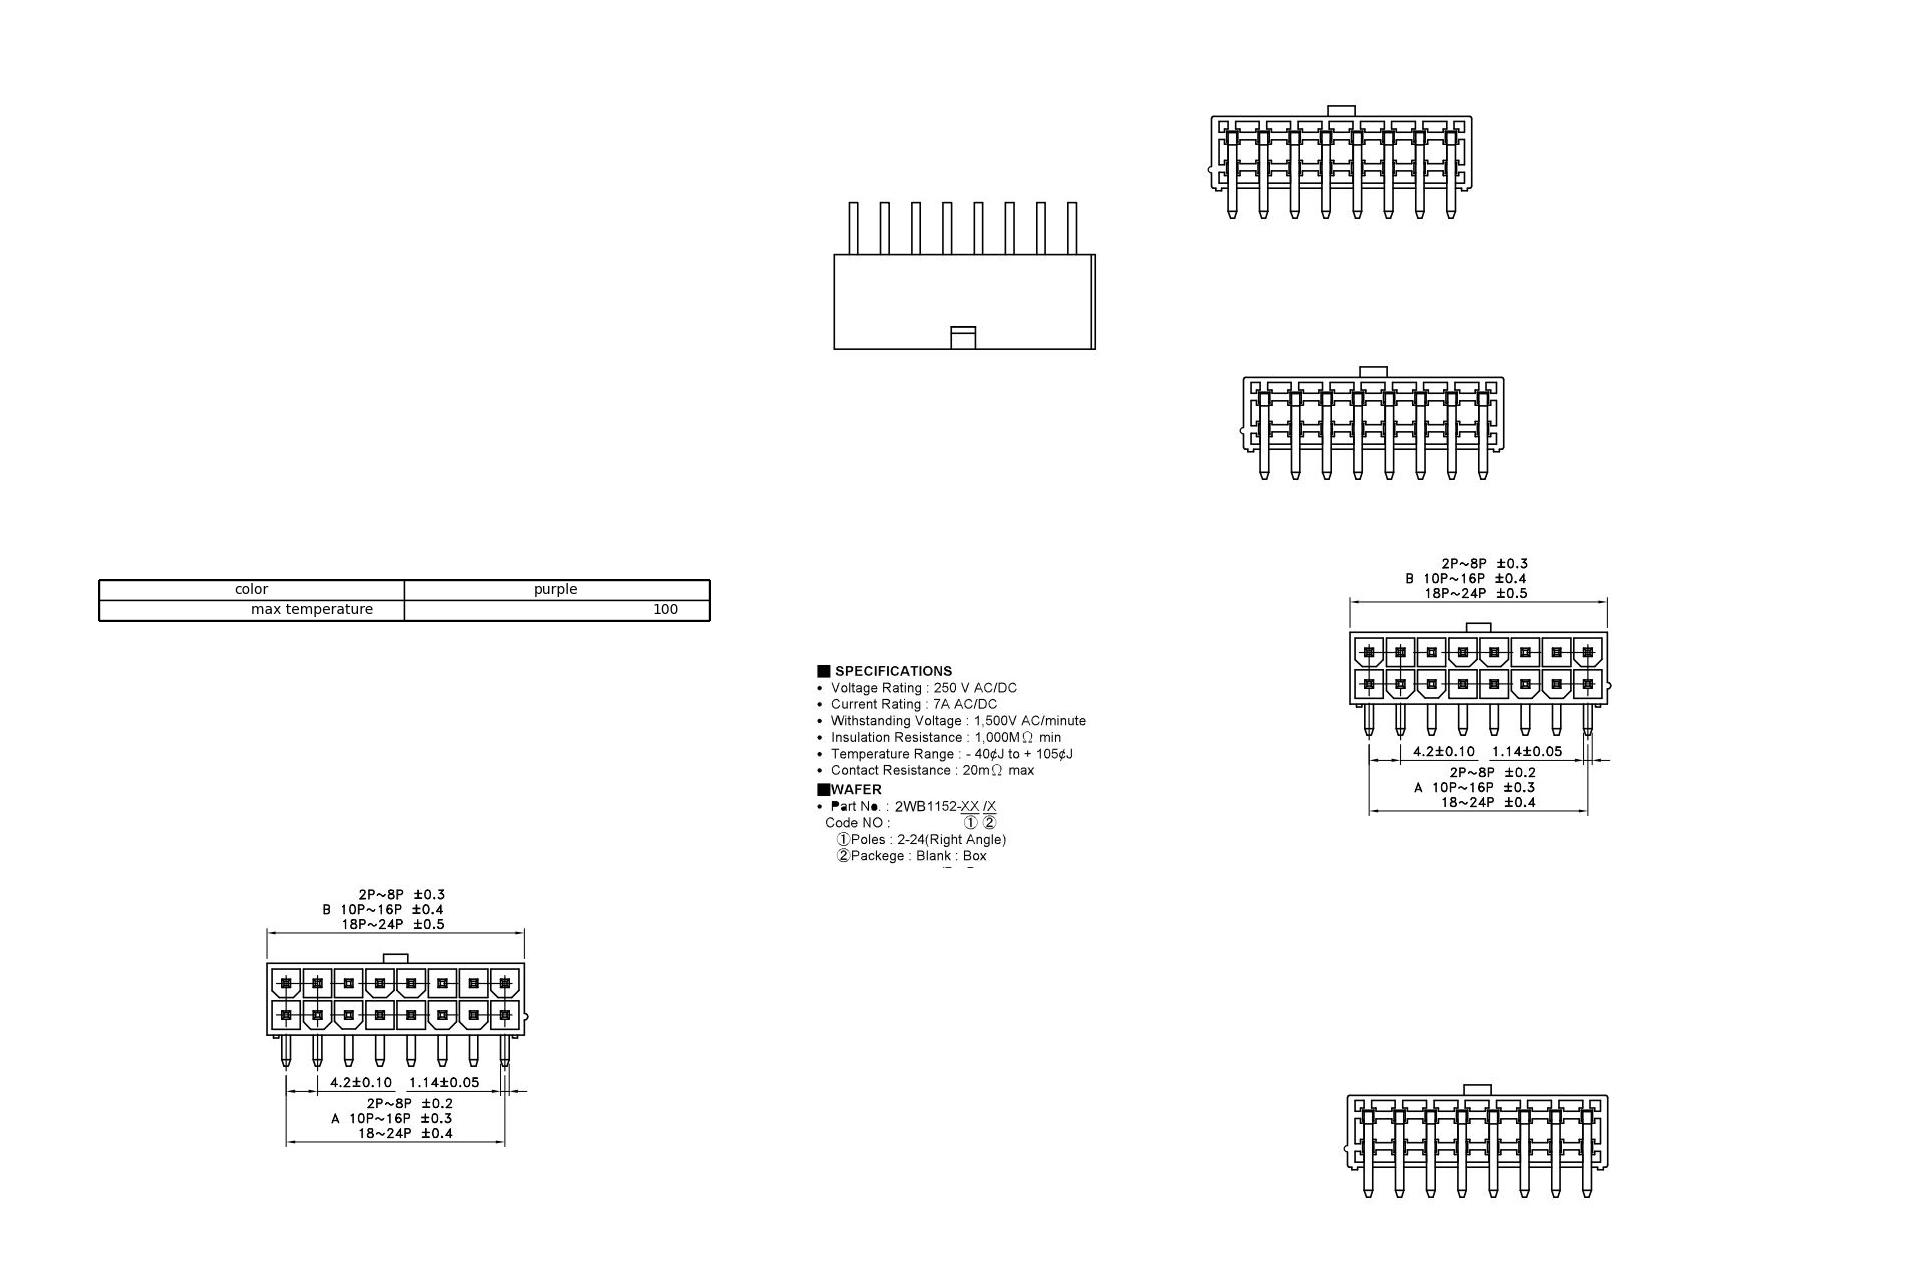 color purple
max temperature 100
2P~8P ±0.3
B 10P~16P ±0.4
18P~24P ±0.5
4.2±0.10 1.14±0.05
2P~8P ±0.2
A 10P~16P ±0.3
18~24P ±0.4
■ SPECIFICATIONS
• Voltage Rating : 250 V AC/DC
• Current Rating : 7A AC/DC
• Withstanding Voltage : 1,500V AC/minute
• Insulation Resistance : 1,000MΩ min
• Temperature Range : - 40¢J to + 105¢J
• Contact Resistance : 20mΩ max
■WAFER
• Part No. : 2WB1152-XX /X
Code NO : ① ②
①Poles : 2-24(Right Angle)
②Packege : Blank : Box
2P~8P ±0.3
B 10P~16P ±0.4
18P~24P ±0.5
4.2±0.10 1.14±0.05
2P~8P ±0.2
A 10P~16P ±0.3
18~24P ±0.4